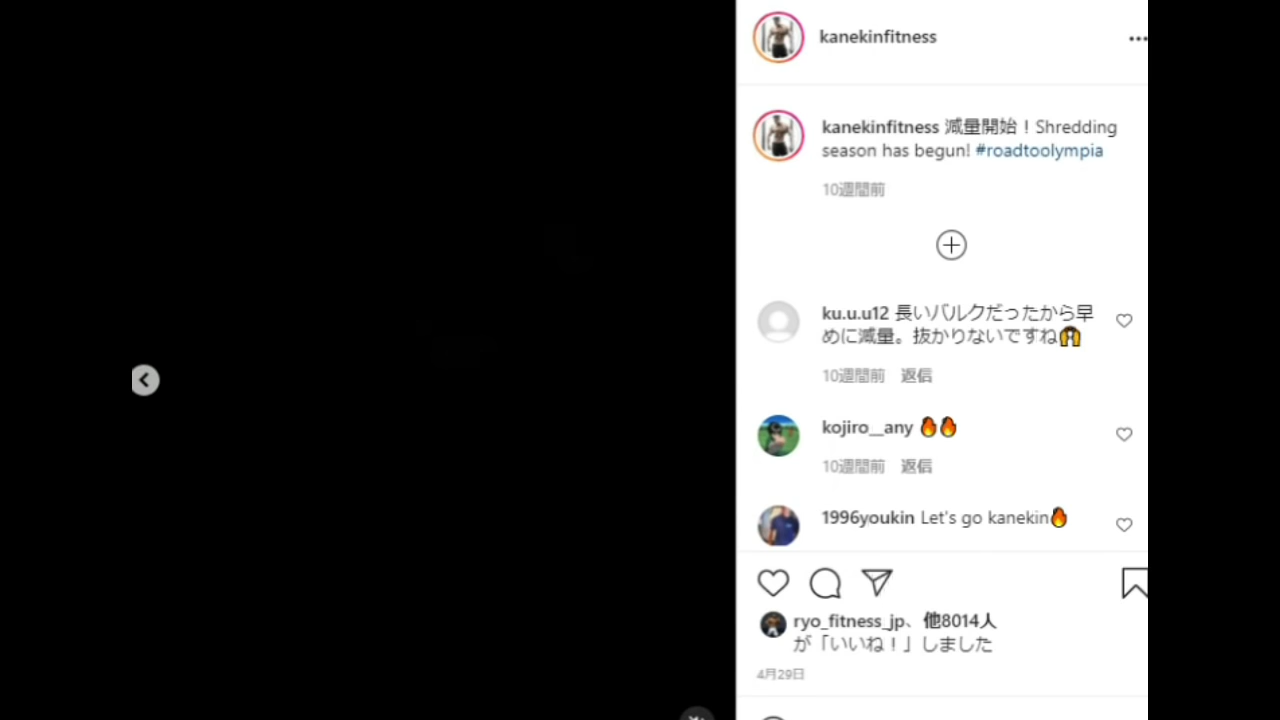 kanekinfitness
kanekinfitness 減量開始！Shredding
season has begun! #roadtoolympia
10週間前
ku.u.u12 長いバルクだったから早
めに減量。抜かりないですね
10週間前 返信
kojiro__any 🔥🔥
10週間前 返信
1996youkin Let's go kanekin🔥
ryo_fitness_jp、他8014人
が「いいね！」しました
4月29日